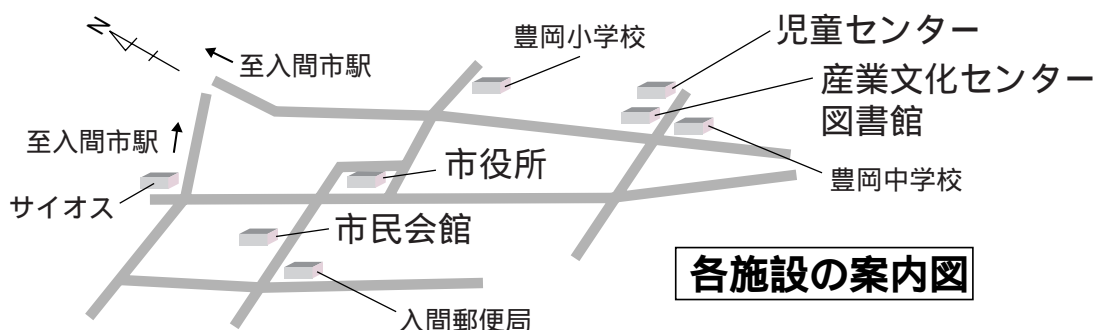 N
至入間市駅
豊岡小学校
児童センター
産業文化センター
図書館
至入間市駅
市役所
豊岡中学校
サイオス
市民会館
各施設の案内図
入間郵便局